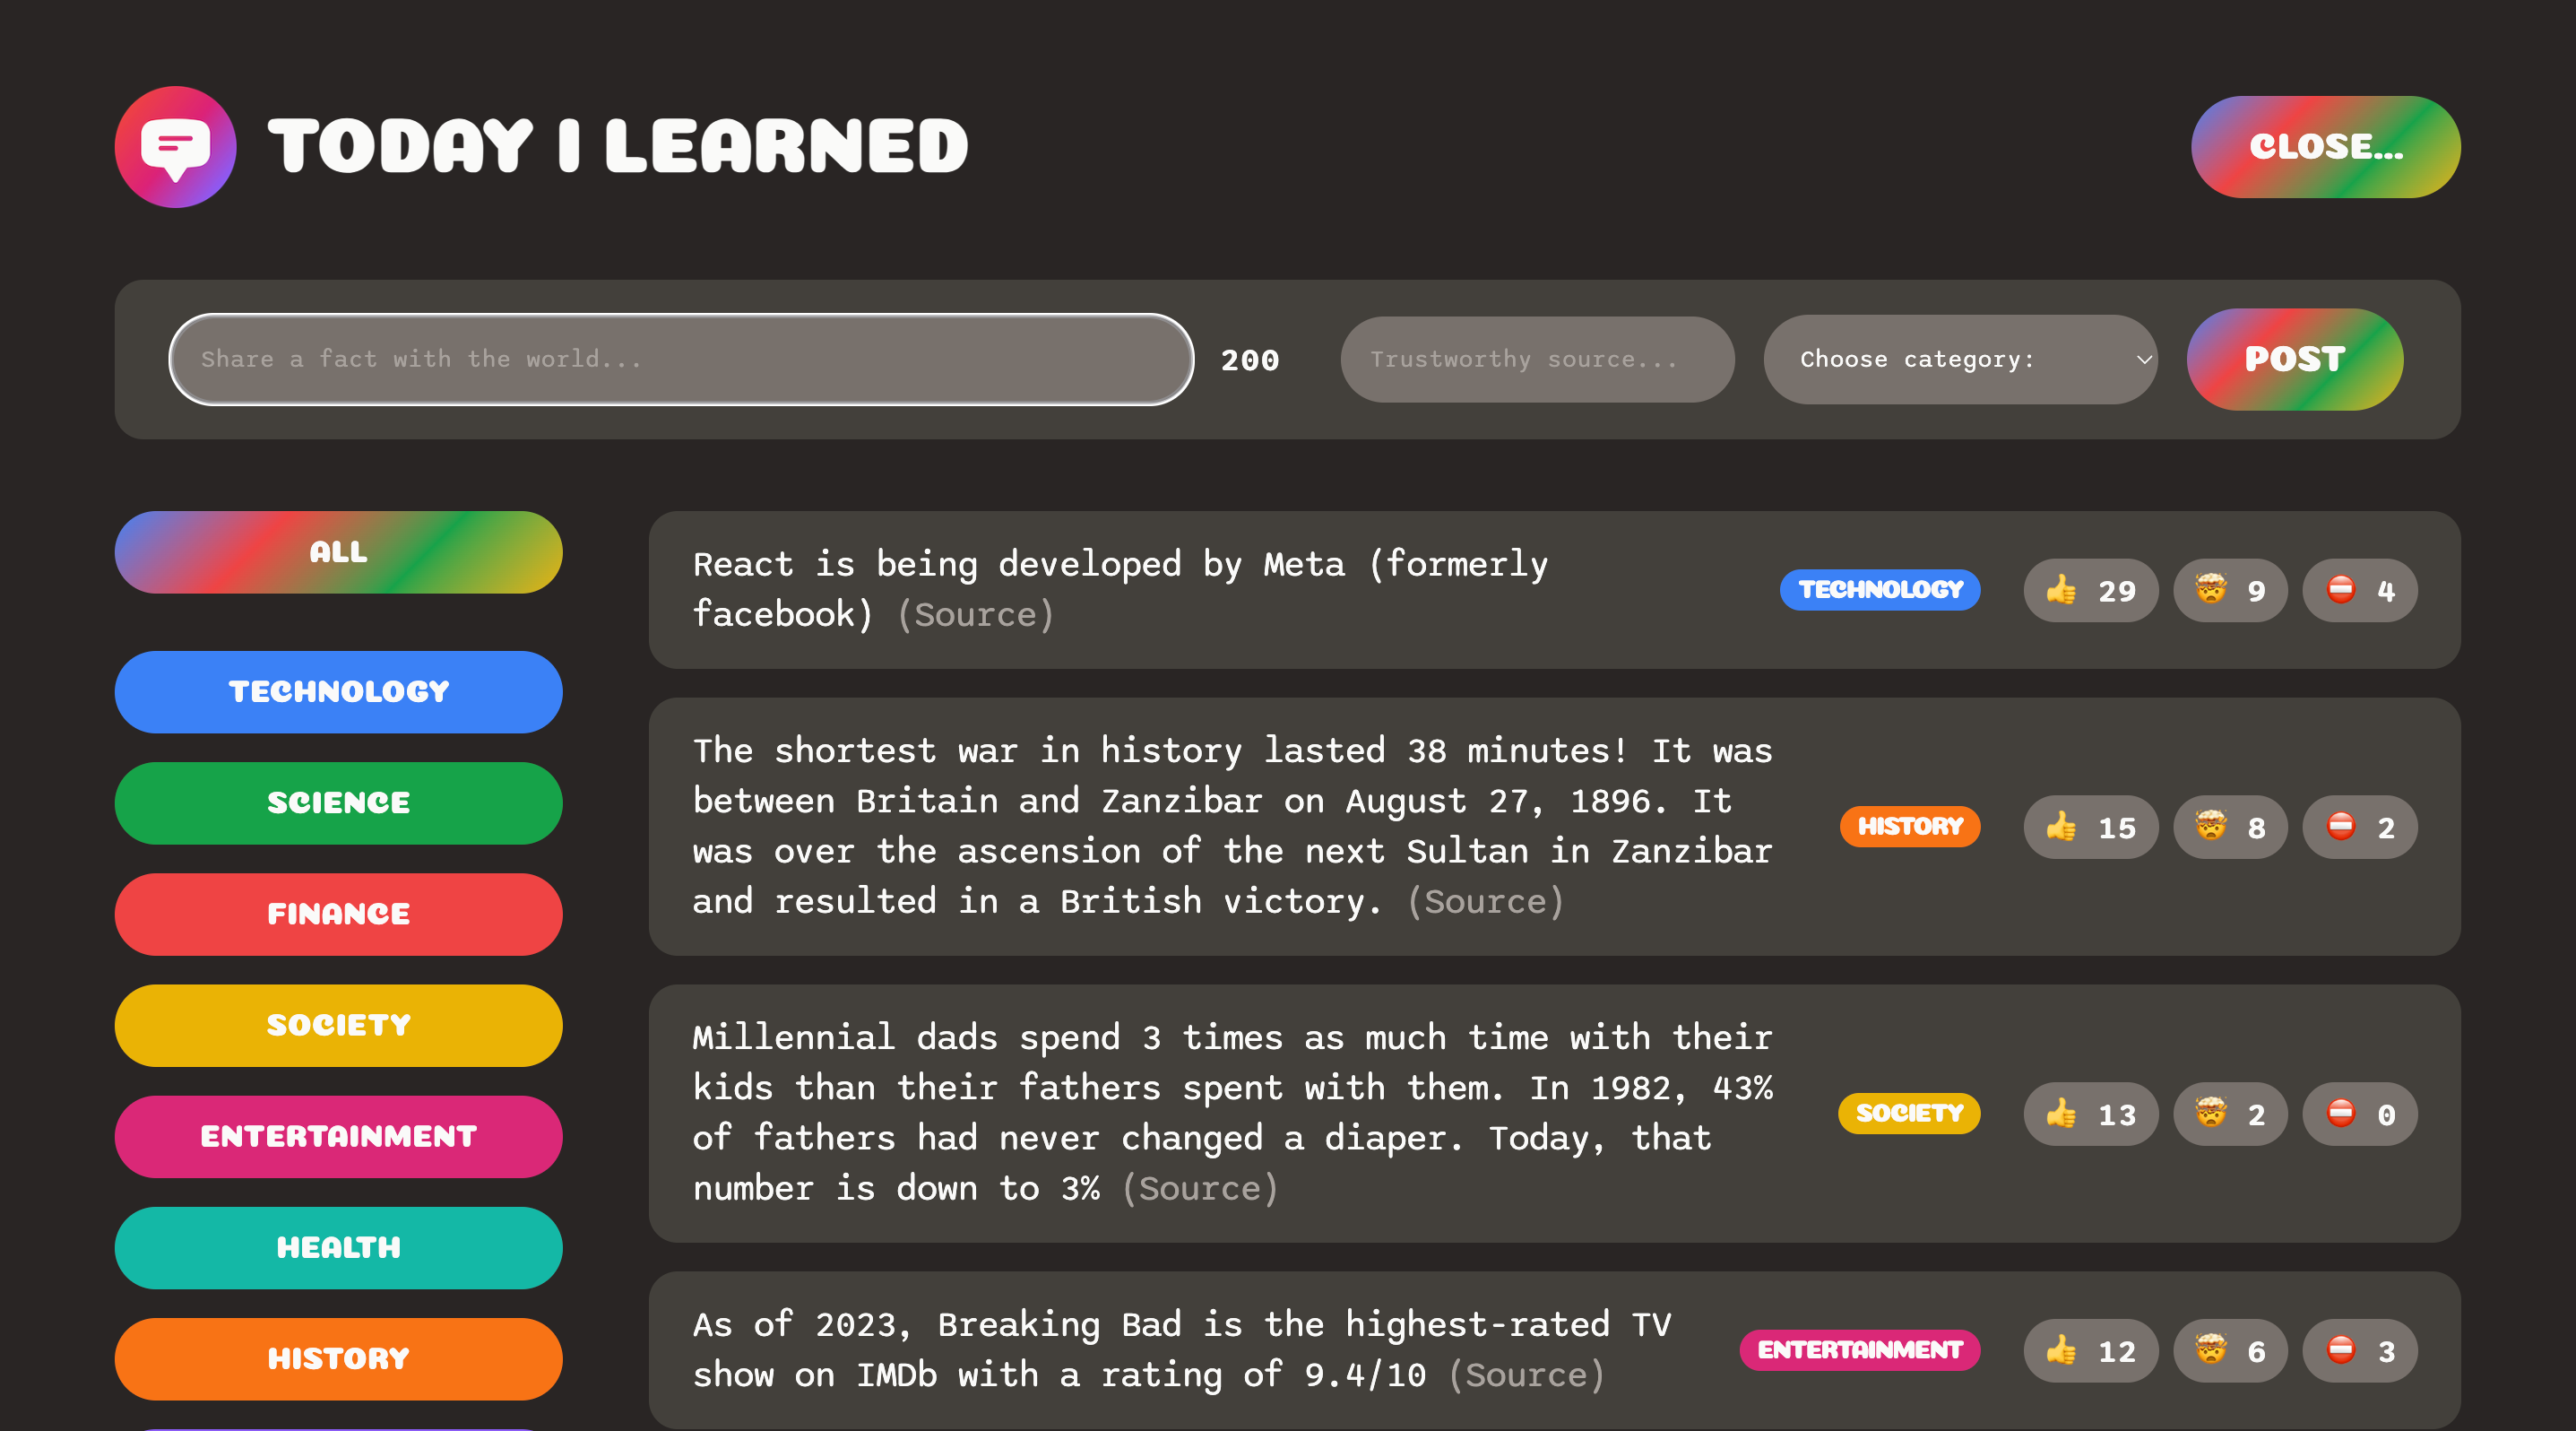 TODAY I LEARNED
CLOSE...
Share a fact with the world...
200
Trustworthy source...
Choose category:
POST
ALL
TECHNOLOGY
SCIENCE
FINANCE
SOCIETY
ENTERTAINMENT
HEALTH
HISTORY
React is being developed by Meta (formerly
facebook) (Source)
TECHNOLOGY
👍 29
🤯 9
⛔ 4
The shortest war in history lasted 38 minutes! It was
between Britain and Zanzibar on August 27, 1896. It
was over the ascension of the next Sultan in Zanzibar
and resulted in a British victory. (Source)
HISTORY
👍 15
🤯 8
⛔ 2
Millennial dads spend 3 times as much time with their
kids than their fathers spent with them. In 1982, 43%
of fathers had never changed a diaper. Today, that
number is down to 3% (Source)
SOCIETY
👍 13
🤯 2
⛔ 0
As of 2023, Breaking Bad is the highest-rated TV
show on IMDb with a rating of 9.4/10 (Source)
ENTERTAINMENT
👍 12
🤯 6
⛔ 3